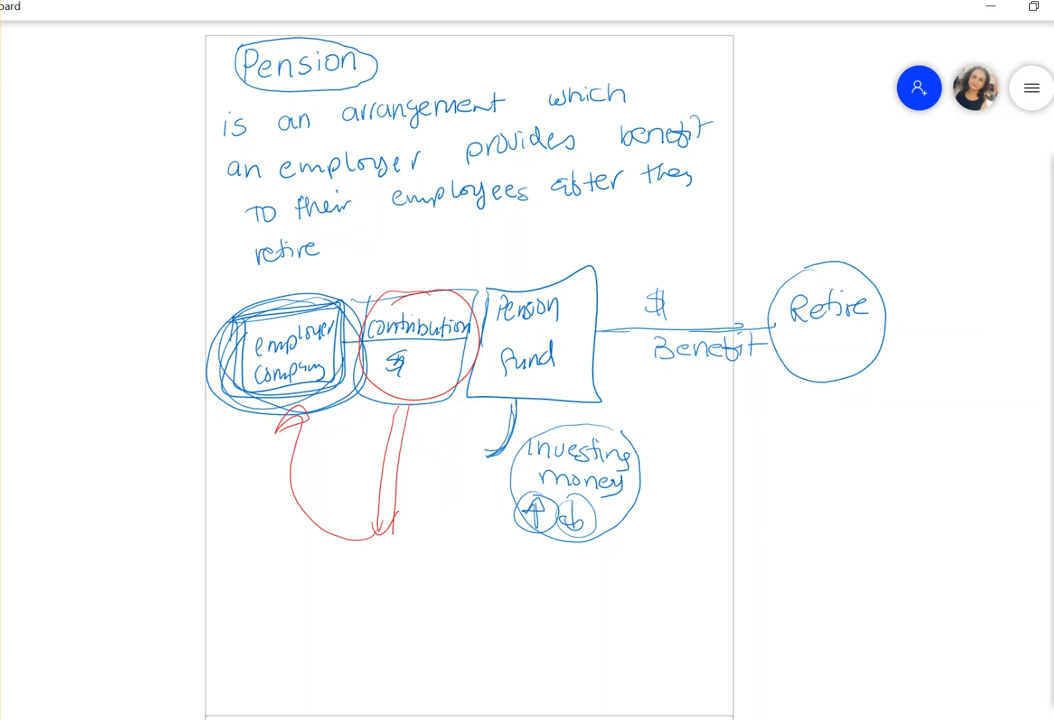 oard
Pension
is an arrangement which
an employer provides benefit
To their employees after they
retire
employer
company
contribution
$
Pension
fund
$
Benefit
Retire
Investing
money